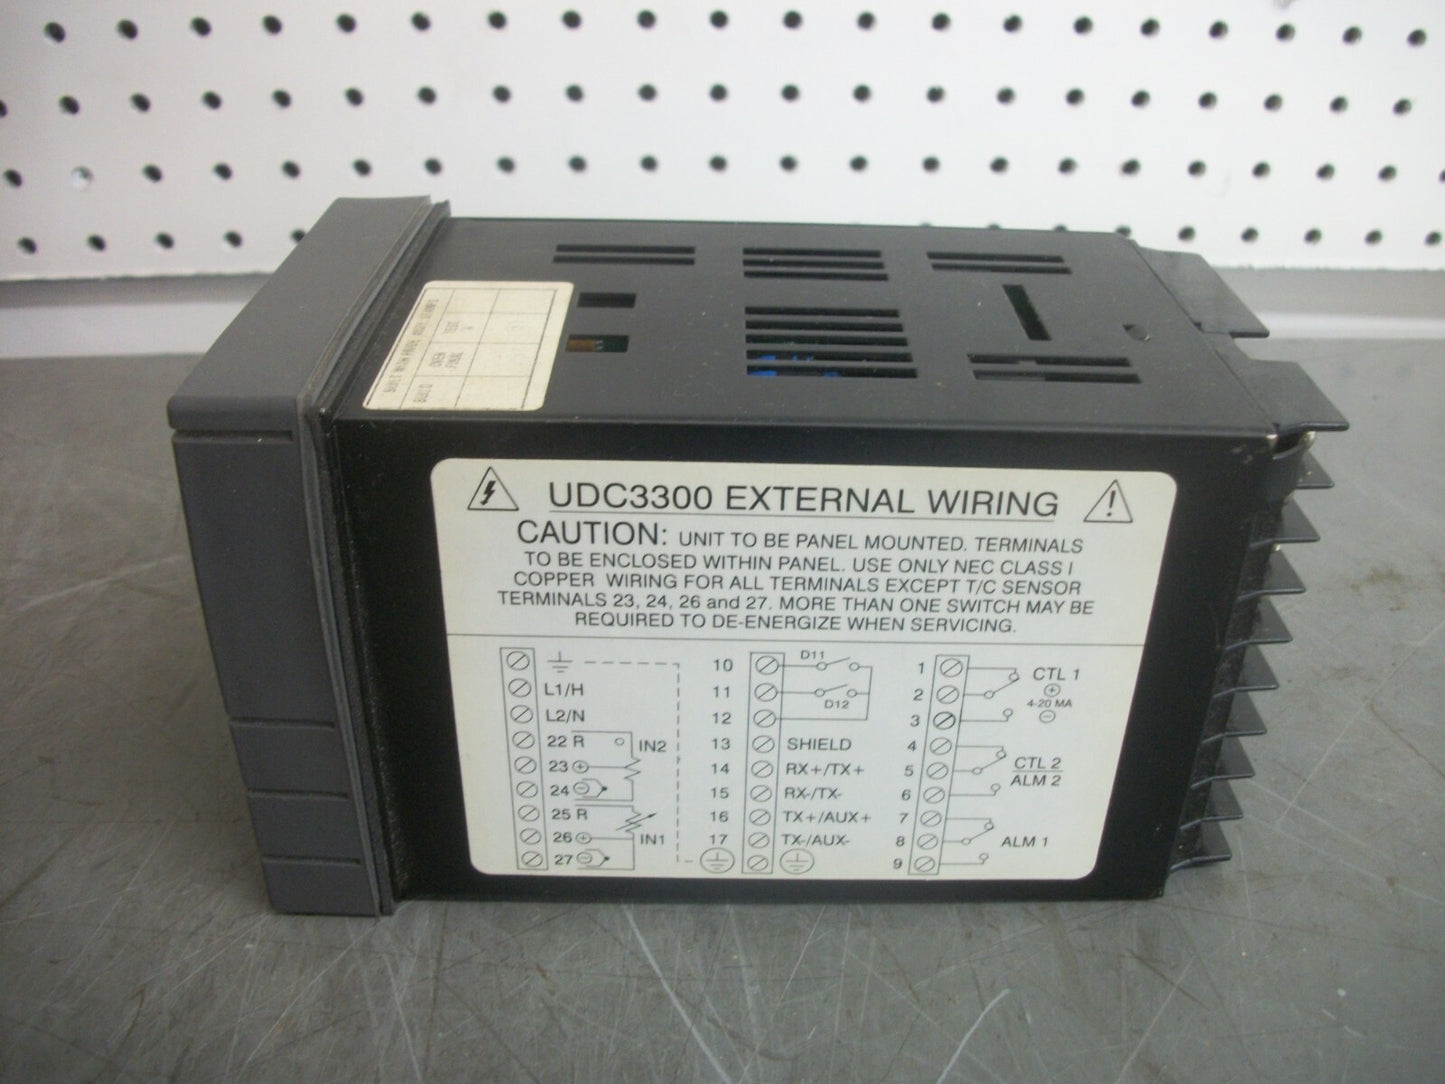 BUILD
OVEN
FINAL
TEST
A
UDC3300 EXTERNAL WIRING
CAUTION: UNIT TO BE PANEL MOUNTED. TERMINALS
TO BE ENCLOSED WITHIN PANEL. USE ONLY NEC CLASS I
COPPER WIRING FOR ALL TERMINALS EXCEPT T/C SENSOR
TERMINALS 23, 24, 26 and 27. MORE THAN ONE SWITCH MAY BE
REQUIRED TO DE-ENERGIZE WHEN SERVICING.
L1/H
L2/N
22 R
IN2
23 +
24 -
25 R
26 +
IN1
27 -
10
D11
11
D12
12
13 SHIELD
14 RX+/TX+
15 RX-/TX-
16 TX+/AUX+
17 TX-/AUX-
1
CTL 1
2
+
4-20 MA
3
-
4
CTL 2
5
ALM 2
6
7
8
ALM 1
9